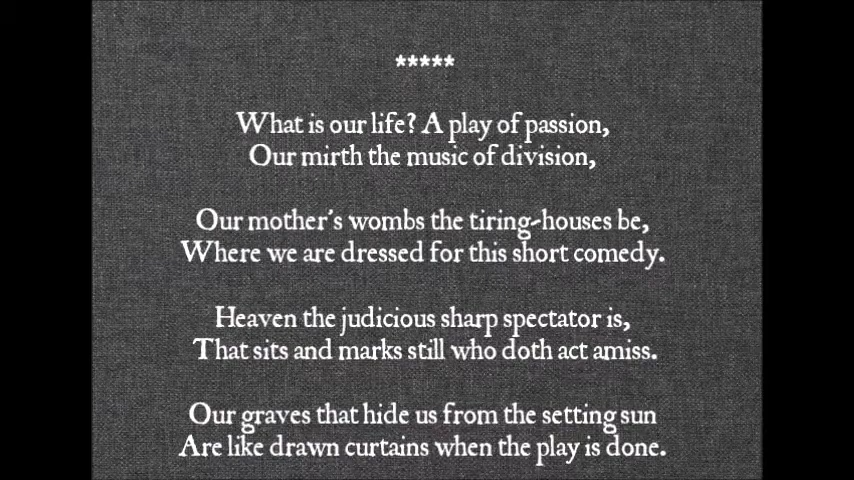 *****
What is our life? A play of passion,
Our mirth the music of division,
Our mother's wombs the tiring-houses be,
Where we are dressed for this short comedy.
Heaven the judicious sharp spectator is,
That sits and marks still who doth act amiss.
Our graves that hide us from the setting sun
Are like drawn curtains when the play is done.